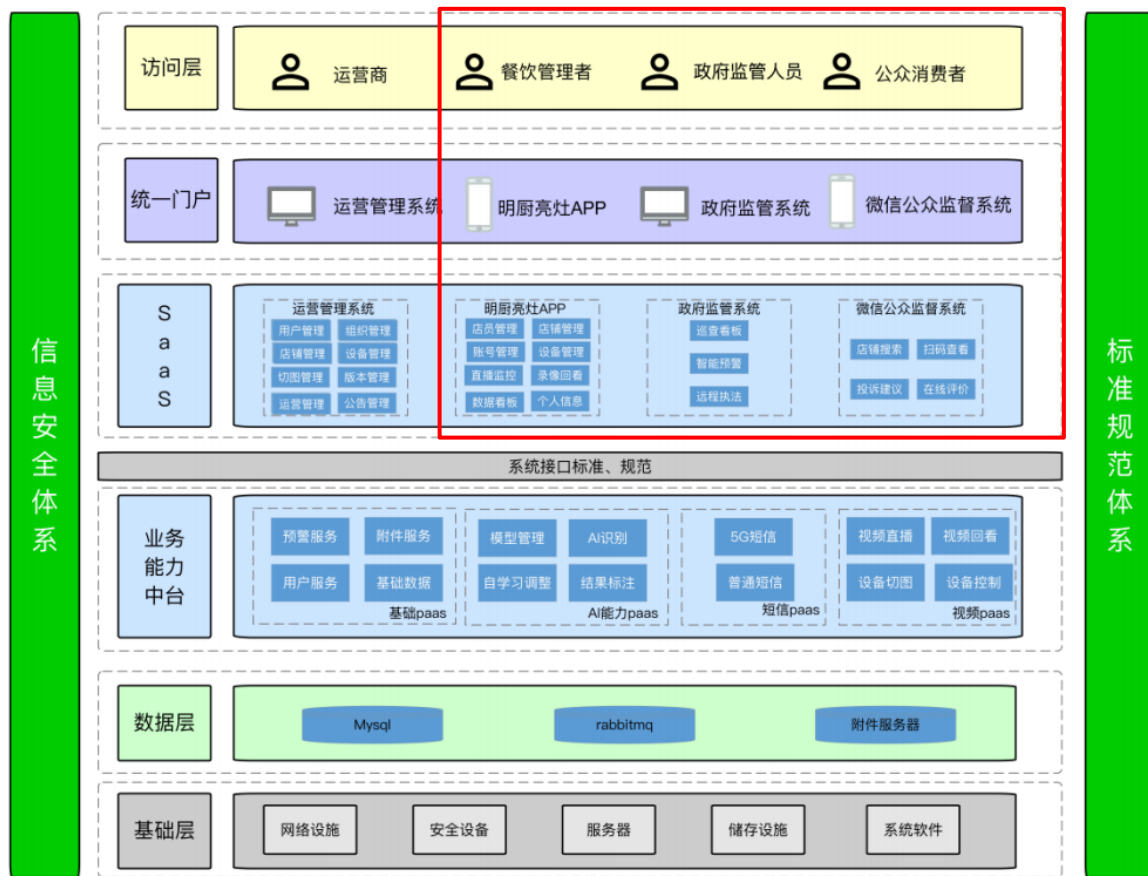 信息安全体系
标准规范体系
访问层
运营商
餐饮管理者
政府监管人员
公众消费者
统一门户
运营管理系统
明厨亮灶APP
政府监管系统
微信公众监督系统
SaaS
运营管理系统
用户管理 组织管理
店铺管理 设备管理
切图管理 版本管理
运营管理 公告管理
明厨亮灶APP
店员管理 店铺管理
账号管理 设备管理
直播监控 录像回看
数据看板 个人信息
政府监管系统
巡查看板
智能预警
远程执法
微信公众监督系统
店铺搜索 扫码查看
投诉建议 在线评价
系统接口标准、规范
业务
能力
中台
预警服务 附件服务
用户服务 基础数据
基础paas
模型管理 AI识别
自学习调整 结果标注
AI能力paas
5G短信
普通短信
短信paas
视频直播 视频回看
设备切图 设备控制
视频paas
数据层
Mysql
rabbitmq
附件服务器
基础层
网络设施
安全设备
服务器
储存设施
系统软件